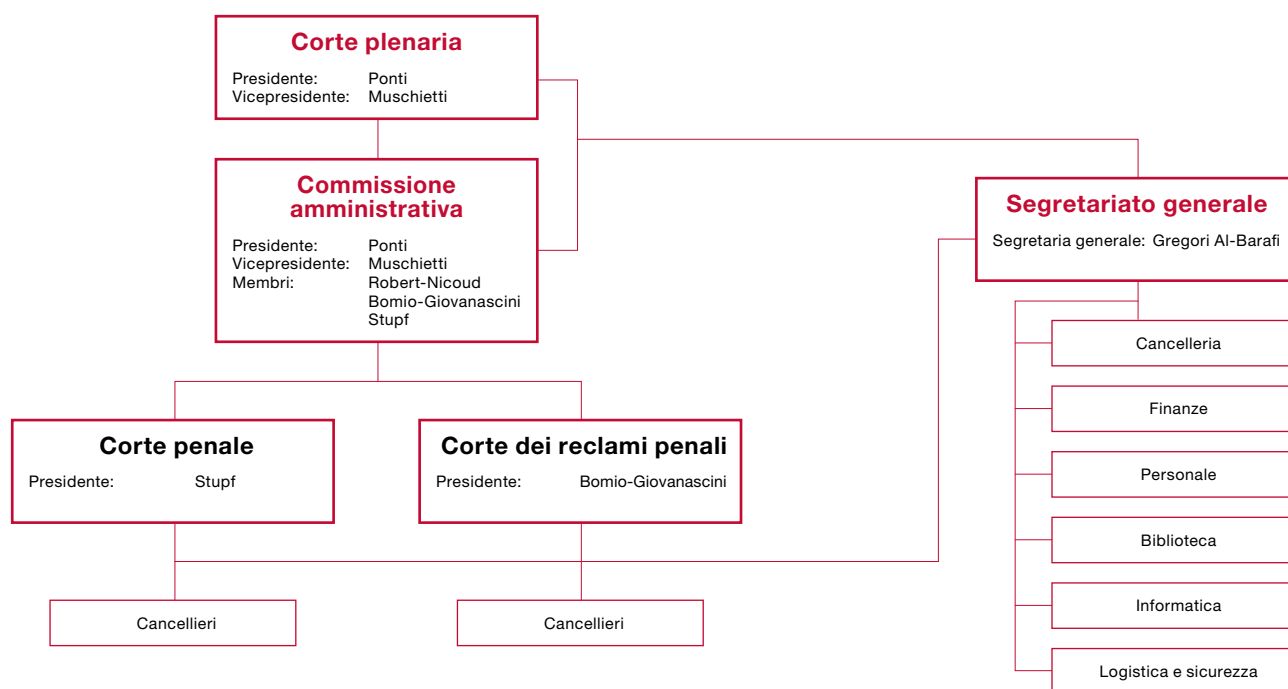 Corte plenaria
Presidente: Ponti
Vicepresidente: Muschietti
Commissione
amministrativa
Presidente: Ponti
Vicepresidente: Muschietti
Membri: Robert-Nicoud
Bomio-Giovanascini
Stupf
Segretariato generale
Segretaria generale: Gregori Al-Barafi
Cancelleria
Finanze
Personale
Biblioteca
Informatica
Logistica e sicurezza
Corte penale
Presidente: Stupf
Corte dei reclami penali
Presidente: Bomio-Giovanascini
Cancellieri
Cancellieri